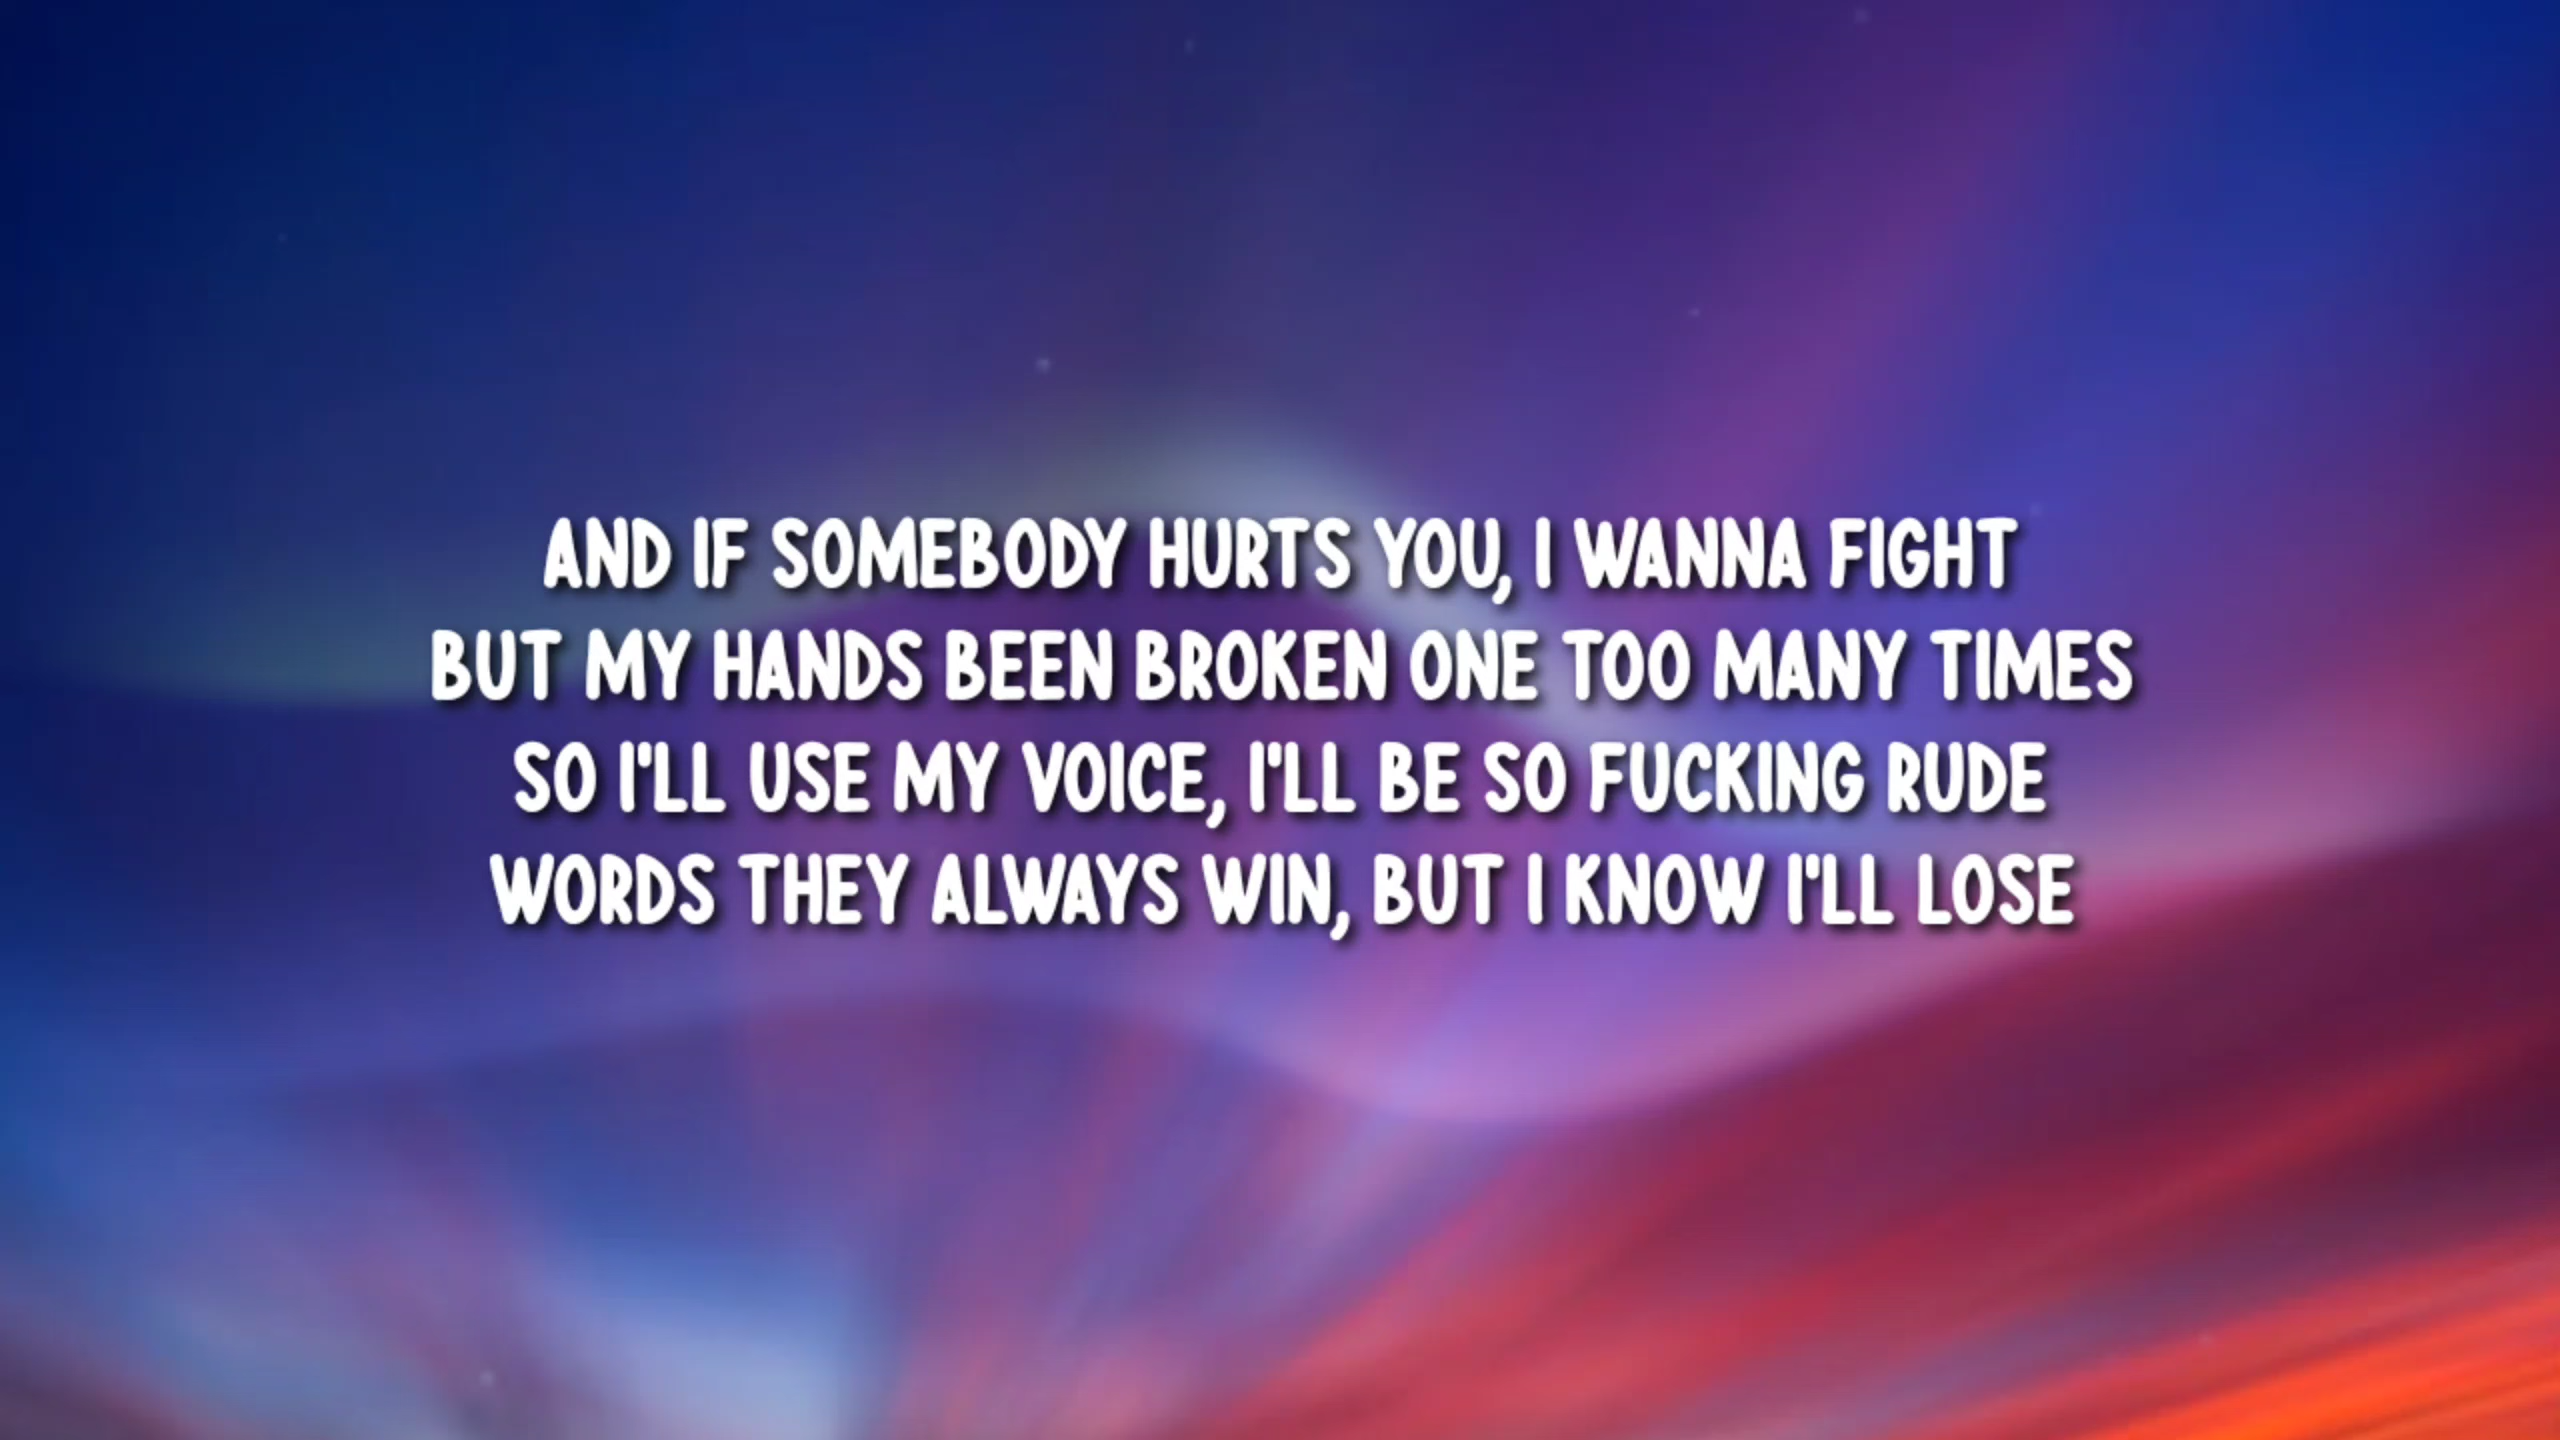 AND IF SOMEBODY HURTS YOU, I WANNA FIGHT
BUT MY HANDS BEEN BROKEN ONE TOO MANY TIMES
SO I'LL USE MY VOICE, I'LL BE SO FUCKING RUDE
WORDS THEY ALWAYS WIN, BUT I KNOW I'LL LOSE